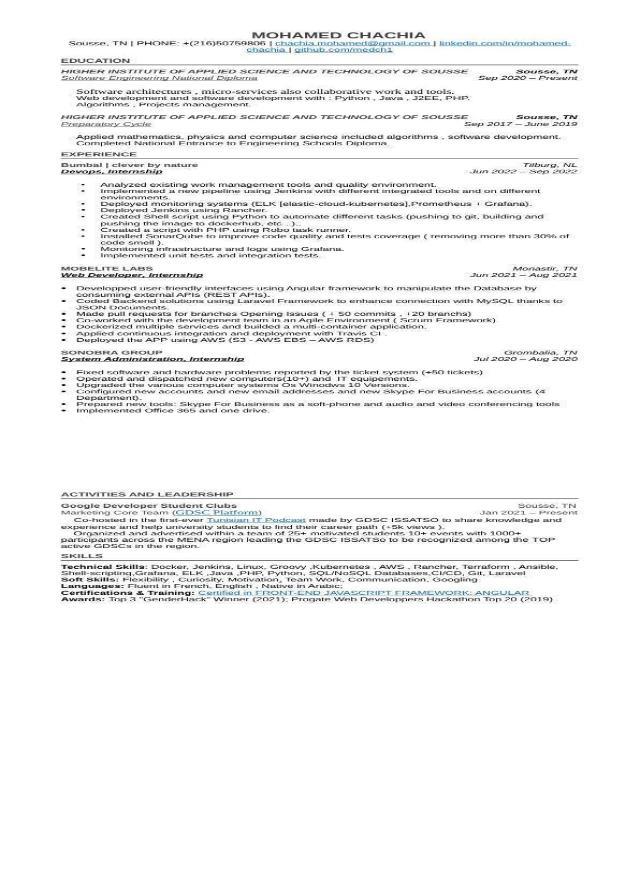 MOHAMED CHACHIA
Sousse, TN | PHONE: +(216)50759806 | chachia.mohamed@gmail.com | linkedin.com/in/mohamed-
chachia | github.com/medch1
EDUCATION
HIGHER INSTITUTE OF APPLIED SCIENCE AND TECHNOLOGY OF SOUSSE Sousse, TN
Software Engineering National Diploma Sep 2020 – Present
Software architectures , micro-services also collaborative work and tools.
Web development and software development with : Python , Java , J2EE, PHP.
Algorithms , Projects management.
HIGHER INSTITUTE OF APPLIED SCIENCE AND TECHNOLOGY OF SOUSSE Sousse, TN
Preparatory Cycle Sep 2017 – June 2019
Applied mathematics, physics and computer science included algorithms , software development.
Completed National Entrance to Engineering Schools Diploma
EXPERIENCE
Bumbal | clever by nature Tilburg, NL
Devops, Internship Jun 2022 – Sep 2022
• Analyzed existing work management tools and quality environment.
• Implemented a new pipeline using Jenkins with different integrated tools and on different
environments.
• Deployed monitoring systems (ELK [elastic-cloud-kubernetes],Prometheus + Grafana).
• Deployed Jenkins using Rancher.
• Created Shell script using Python to automate different tasks (pushing to git, building and
pushing the image to dockerhub, etc...).
• Created a script with PHP using Robo task runner.
• Installed SonarQube to improve code quality and tests coverage ( removing more than 30% of
code smell ).
• Monitoring infrastructure and logs using Grafana.
• Implemented unit tests and integration tests.
MOBELITE LABS Monastir, TN
Web Developer, Internship Jun 2021 – Aug 2021
• Developped user-friendly interfaces using Angular framework to manipulate the Database by
consuming external APIs (REST APIs).
• Coded Backend solutions using Laravel Framework to enhance connection with MySQL thanks to
JSON Documents.
• Made pull requests for branches Opening Issues ( + 50 commits , +20 branchs)
• Co-worked with the development team in an Agile Environment ( Scrum Framework)
• Dockerized multiple services and builded a multi-container application.
• Applied continuous integration and deployment with Travis CI .
• Deployed the APP using AWS (S3 - AWS EBS – AWS RDS)
SONOBRA GROUP Grombalia, TN
System Admintration, Internship Jul 2020 – Aug 2020
• Fixed software and hardware problems reported by the ticket system (+50 tickets)
• Operated and dispatched new computers(10+) and IT equipements.
• Upgraded the various computer systems Os Winodws 10 Versions.
• Configured new accounts and new email addresses and new Skype For Business accounts (4
Department).
• Prepared new tools: Skype For Business as a soft-phone and audio and video conferencing tools
• Implemented Office 365 and one drive.
ACTIVITIES AND LEADERSHIP
Google Developer Student Clubs Sousse, TN
Marketing Core Team (GDSC Platform) Jan 2021 – Present
Co-hosted in the first-ever Tunisian IT Podcast made by GDSC ISSATSO to share knowledge and
experience and help university students to find their career path (+5k views ).
Organized and advertised within a team of 25+ motivated students 10+ events with 1000+
participants across the MENA region leading the GDSC ISSATSo to be recognized among the TOP
active GDSCs in the region.
SKILLS
Technical Skills: Docker, Jenkins, Linux, Groovy ,Kubernetes , AWS , Rancher, Terraform , Ansible,
Shell-scripting,Grafana, ELK ,Java ,PHP, Python, SQL/NoSQL Databases,CI/CD, Git, Laravel
Soft Skills: Flexibility , Curiosity, Motivation, Team Work, Communication, Googling
Languages: Fluent in French, English , Native in Arabic;
Certifications & Training: Certified in FRONT-END JAVASCRIPT FRAMEWORK: ANGULAR
Awards: Top 3 "GenderHack" Winner (2021); Progate Web Developpers Hackathon Top 20 (2019)